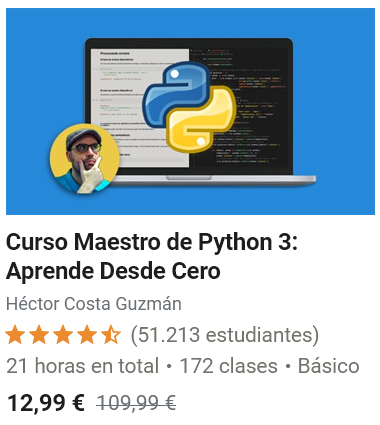 Curso Maestro de Python 3:
Aprende Desde Cero
Héctor Costa Guzmán
(51.213 estudiantes)
21 horas en total • 172 clases • Básico
12,99 € 109,99 €